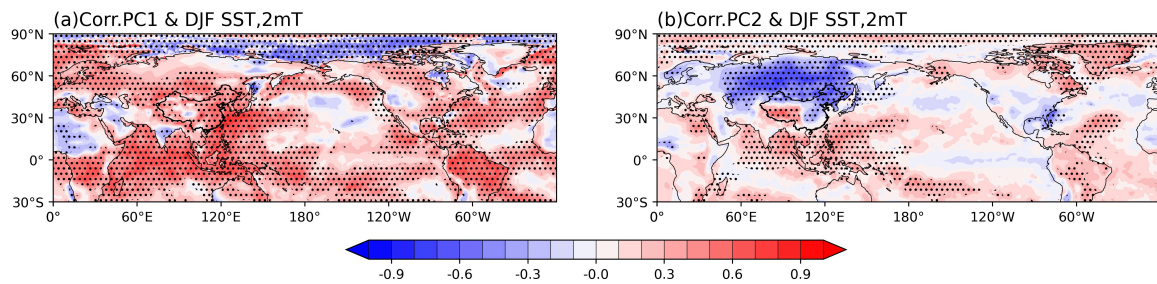 (a)Corr.PC1 & DJF SST,2mT
(b)Corr.PC2 & DJF SST,2mT
90°N
60°N
30°N
0°
30°S
0°
60°E
120°E
180°
120°W
60°W
90°N
60°N
30°N
0°
30°S
0°
60°E
120°E
180°
120°W
60°W
-0.9
-0.6
-0.3
-0.0
0.3
0.6
0.9